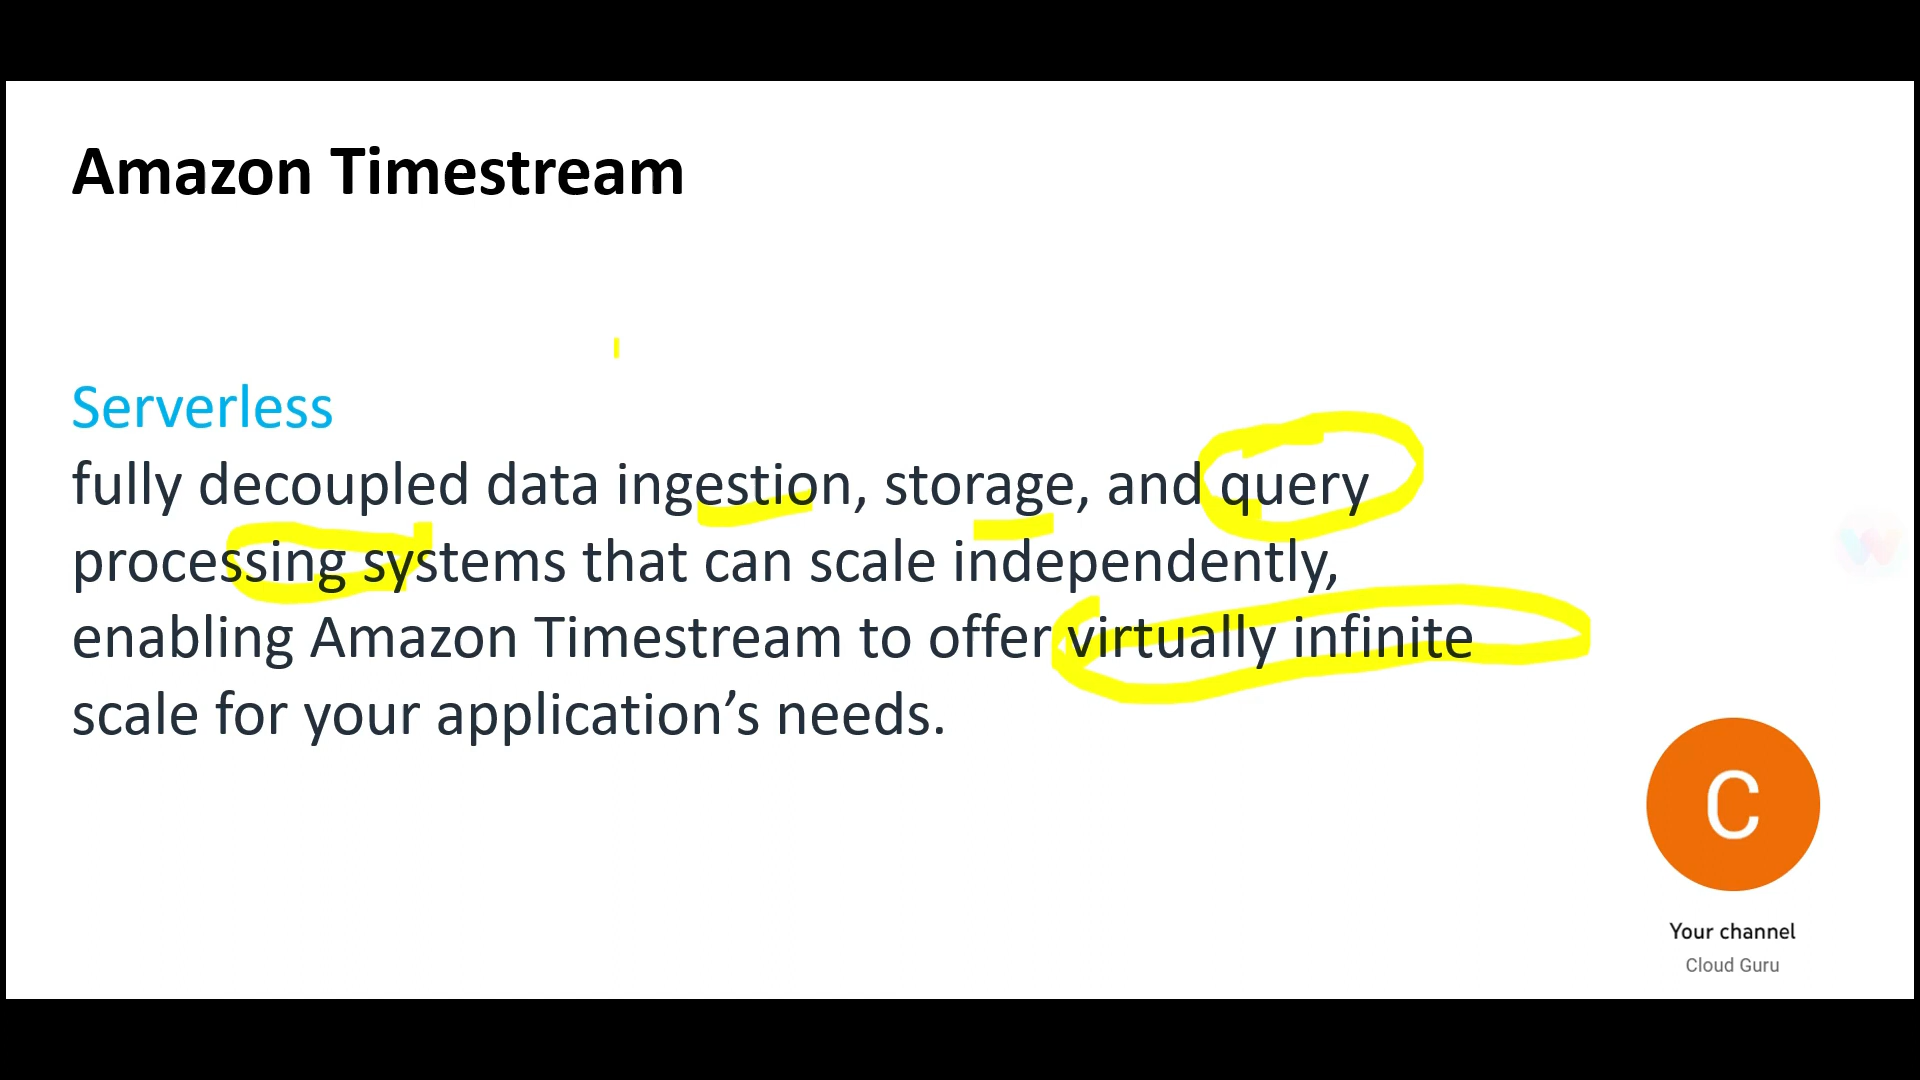 Amazon Timestream
Serverless
fully decoupled data ingestion, storage, and query
processing systems that can scale independently,
enabling Amazon Timestream to offer virtually infinite
scale for your application’s needs.
C
Your channel
Cloud Guru